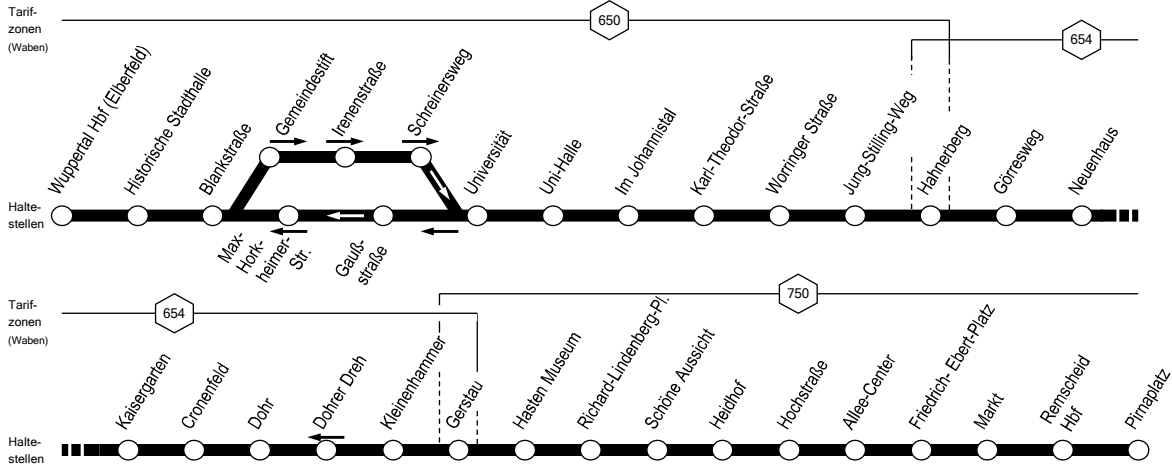 Tarif-
zonen
(Waben)
650
654
Wuppertal Hbf (Elberfeld)
Historische Stadthalle
Blankstraße
Gemeindestift
Irenenstraße
Schreinersweg
Universität
Uni-Halle
Im Johannistal
Karl-Theodor-Straße
Worringer Straße
Jung-Stilling-Weg
Hahnerberg
Görresweg
Neuenhaus
Halte-
stellen
Max-
Hork-
heimer-
Str.
Gauß-
straße
Tarif-
zonen
(Waben)
654
750
Kaisergarten
Cronenfeld
Dohr
Dohrer Dreh
Kleinenhammer
Gerstau
Hasten Museum
Richard-Lindenberg-Pl.
Schöne Aussicht
Heidhof
Hochstraße
Allee-Center
Friedrich- Ebert-Platz
Markt
Remscheid
Hbf
Pirnaplatz
Halte-
stellen